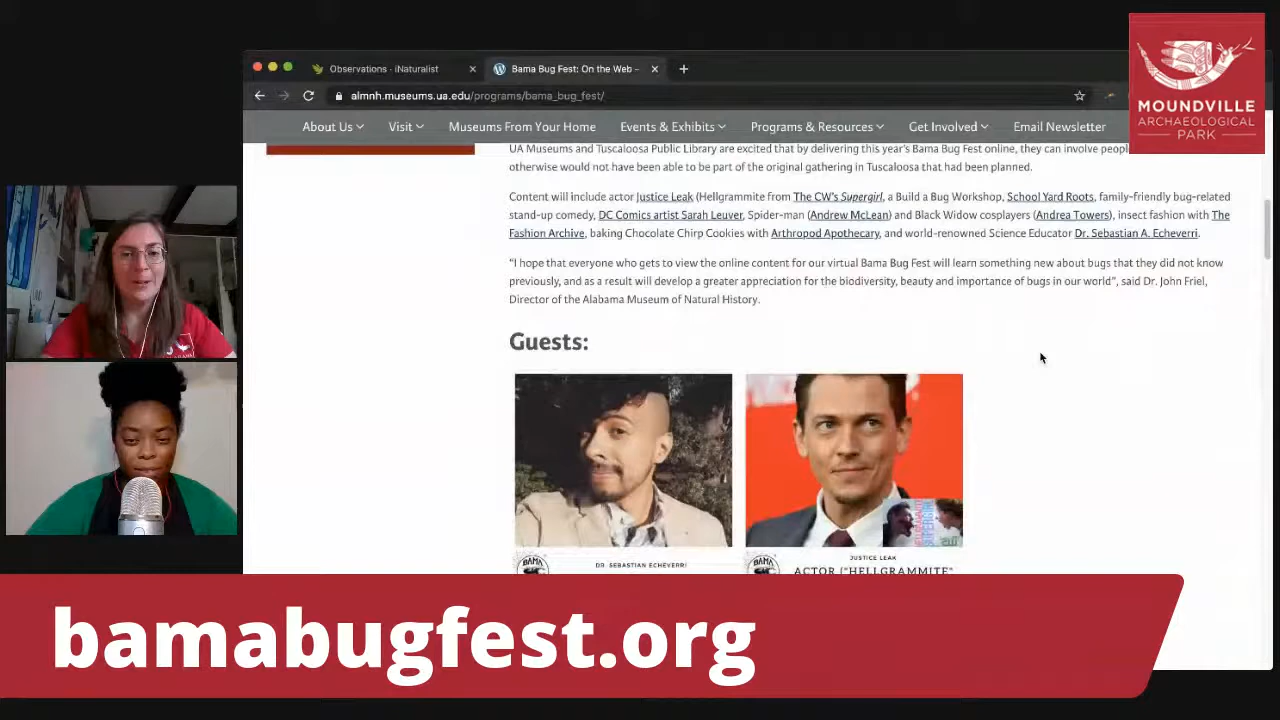 Observations · iNaturalist
Bama Bug Fest: On the Web –
almnh.museums.ua.edu/programs/bama_bug_fest/
MOUNDVILLE
ARCHAEOLOGICAL
PARK
About Us Visit Museums From Your Home Events & Exhibits Programs & Resources Get Involved Email Newsletter
UA Museums and Tuscaloosa Public Library are excited that by delivering this year's Bama Bug Fest online, they can involve
otherwise would not have been able to be part of the original gathering in Tuscaloosa that had been planned.
Content will include actor Justice Leak (Hellgrammite from The CW's Supergirl, a Build a Bug Workshop, School Yard Roots, family-friendly bug-related
stand-up comedy, DC Comics artist Sarah Leuver, Spider-man (Andrew McLean) and Black Widow cosplayers (Andrea Towers), insect fashion with The
Fashion Archive, baking Chocolate Chirp Cookies with Arthropod Apothecary, and world-renowned Science Educator Dr. Sebastian A. Echeverri.
“I hope that everyone who gets to view the online content for our virtual Bama Bug Fest will learn something new about bugs that they did not know
previously, and as a result will develop a greater appreciation for the biodiversity, beauty and importance of bugs in our world”, said Dr. John Friel,
Director of the Alabama Museum of Natural History.
Guests:
BAMA
DR. SEBASTIAN ECHEVERRI
BAMA
JUSTICE LEAK
ACTOR ("HELLGRAMMITE"
bamabugfest.org